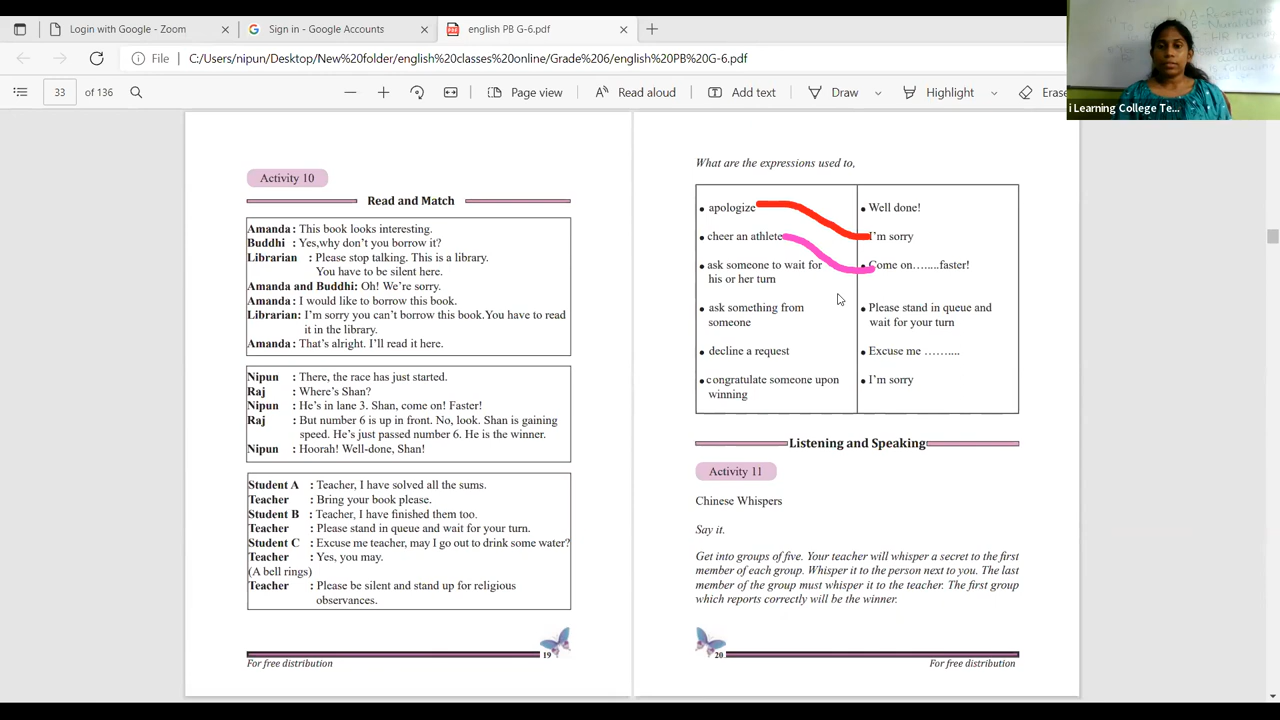 Login with Google - Zoom
Sign in - Google Accounts
english PB G-6.pdf
File
C:/Users/nipun/Desktop/New%20folder/english%20classes%20online/Grade%206/english%20PB%20G-6.pdf
33 of 136
Page view
Read aloud
Add text
Draw
Highlight
Erase
i Learning College Te...
Activity 10
Read and Match
Amanda : This book looks interesting.
Buddhi : Yes,why don't you borrow it?
Librarian : Please stop talking. This is a library.
You have to be silent here.
Amanda and Buddhi: Oh! We're sorry.
Amanda: I would like to borrow this book.
Librarian: I'm sorry you can't borrow this book.You have to read
it in the library.
Amanda: That's alright. I'll read it here.
Nipun : There, the race has just started.
Raj : Where's Shan?
Nipun : He's in lane 3. Shan, come on! Faster!
Raj : But number 6 is up in front. No, look. Shan is gaining
speed. He's just passed number 6. He is the winner.
Nipun : Hoorah! Well-done, Shan!
Student A : Teacher, I have solved all the sums.
Teacher : Bring your book please.
Student B : Teacher, I have finished them too.
Teacher : Please stand in queue and wait for your turn.
Student C : Excuse me teacher, may I go out to drink some water?
Teacher : Yes, you may.
(A bell rings)
Teacher : Please be silent and stand up for religious
observances.
19
For free distribution
What are the expressions used to,
• apologize
• cheer an athlete
• ask someone to wait for
his or her turn
• ask something from
someone
• decline a request
• congratulate someone upon
winning
• Well done!
• I'm sorry
• Come on…....faster!
• Please stand in queue and
wait for your turn
• Excuse me ……....
• I'm sorry
Listening and Speaking
Activity 11
Chinese Whispers
Say it.
Get into groups of five. Your teacher will whisper a secret to the first
member of each group. Whisper it to the person next to you. The last
member of the group must whisper it to the teacher. The first group
which reports correctly will be the winner.
20
For free distribution